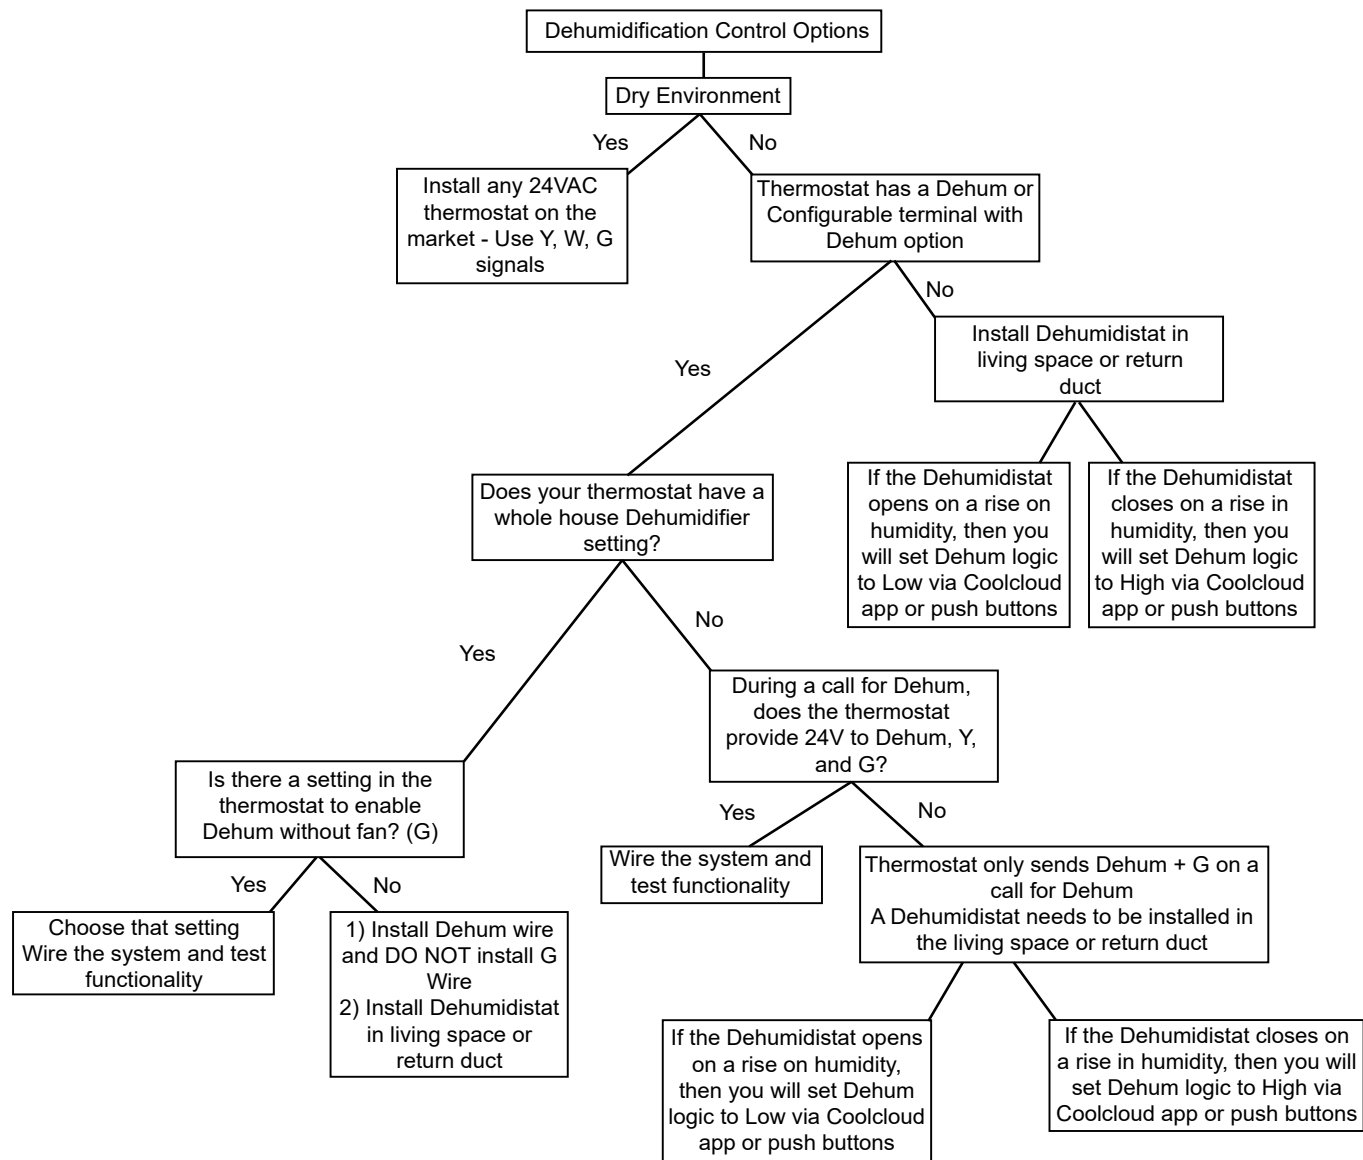 Dehumidification Control Options
Dry Environment
Yes
No
Install any 24VAC
thermostat on the
market - Use Y, W, G
signals
Thermostat has a Dehum or
Configurable terminal with
Dehum option
No
Install Dehumidistat in
living space or return
duct
Yes
If the Dehumidistat
opens on a rise on
humidity, then you
will set Dehum logic
to Low via Coolcloud
app or push buttons
If the Dehumidistat
closes on a rise in
humidity, then you
will set Dehum logic
to High via Coolcloud
app or push buttons
Does your thermostat have a
whole house Dehumidifier
setting?
Yes
No
During a call for Dehum,
does the thermostat
provide 24V to Dehum, Y,
and G?
Is there a setting in the
thermostat to enable
Dehum without fan? (G)
Yes
No
Yes
No
Wire the system and
test functionality
Thermostat only sends Dehum + G on a
call for Dehum
A Dehumidistat needs to be installed in
the living space or return duct
Choose that setting
Wire the system and test
functionality
1) Install Dehum wire
and DO NOT install G
Wire
2) Install Dehumidistat
in living space or
return duct
If the Dehumidistat opens
on a rise on humidity,
then you will set Dehum
logic to Low via Coolcloud
app or push buttons
If the Dehumidistat closes on
a rise in humidity, then you will
set Dehum logic to High via
Coolcloud app or push buttons